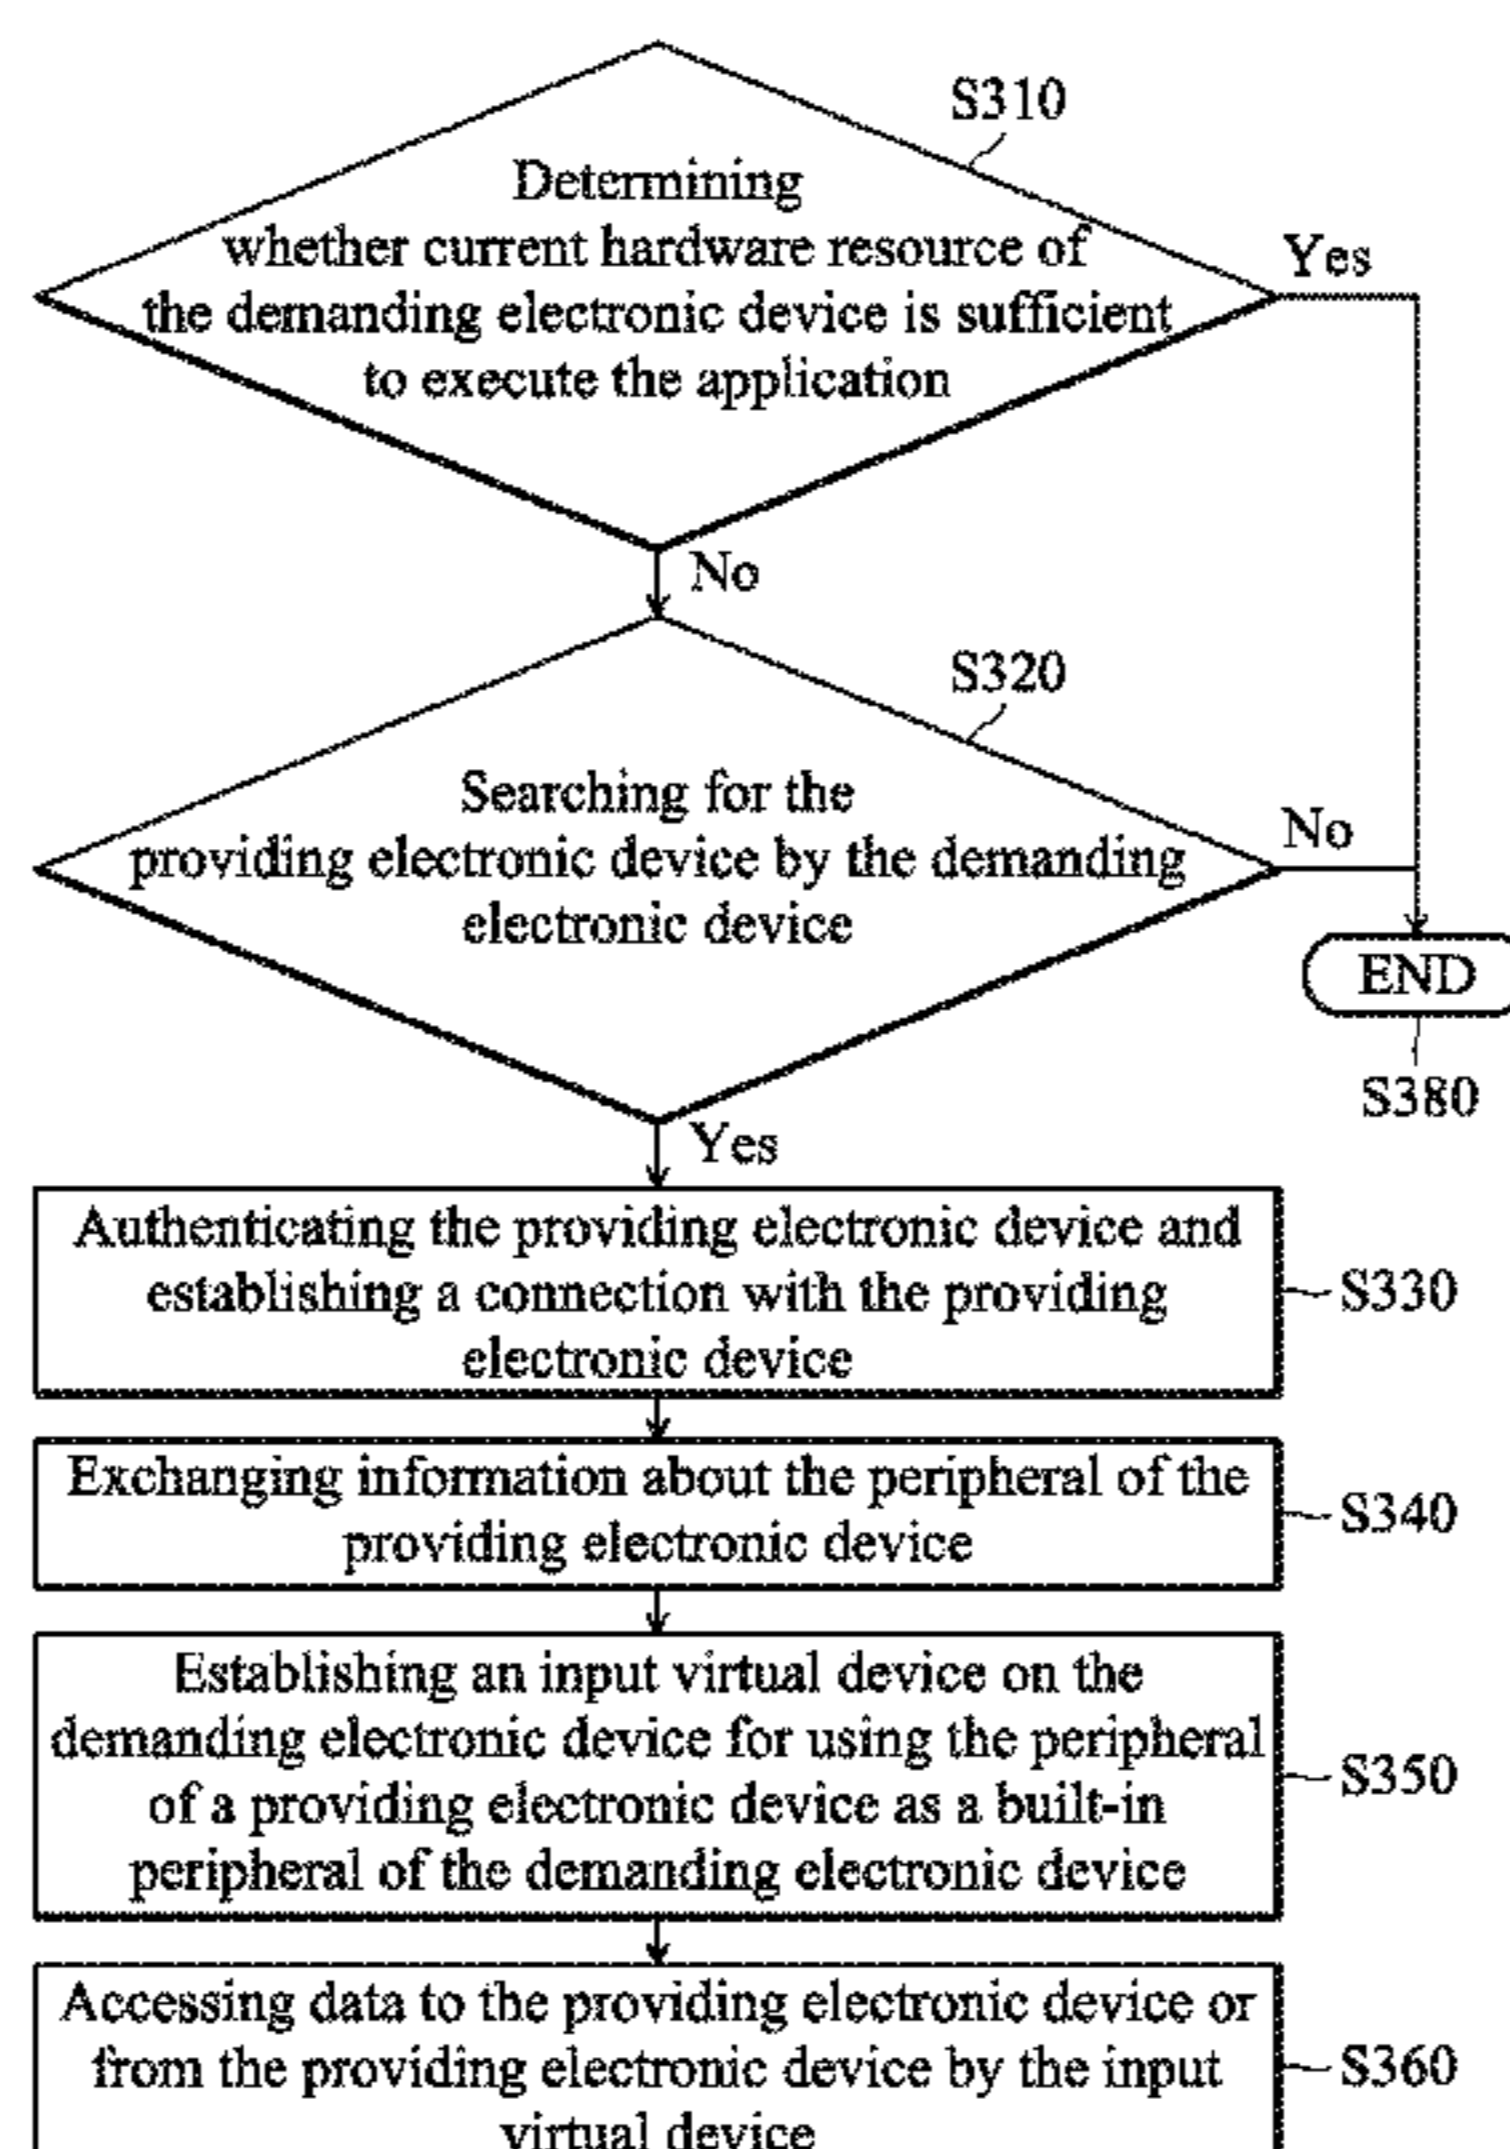 S310
Determining
whether current hardware resource of
the demanding electronic device is sufficient
to execute the application
Yes
No
S320
Searching for the
providing electronic device by the demanding
electronic device
No
END
S380
Yes
Authenticating the providing electronic device and
establishing a connection with the providing
electronic device
S330
Exchanging information about the peripheral of the
providing electronic device
S340
Establishing an input virtual device on the
demanding electronic device for using the peripheral
of a providing electronic device as a built-in
peripheral of the demanding electronic device
S350
Accessing data to the providing electronic device or
from the providing electronic device by the input
virtual device
S360